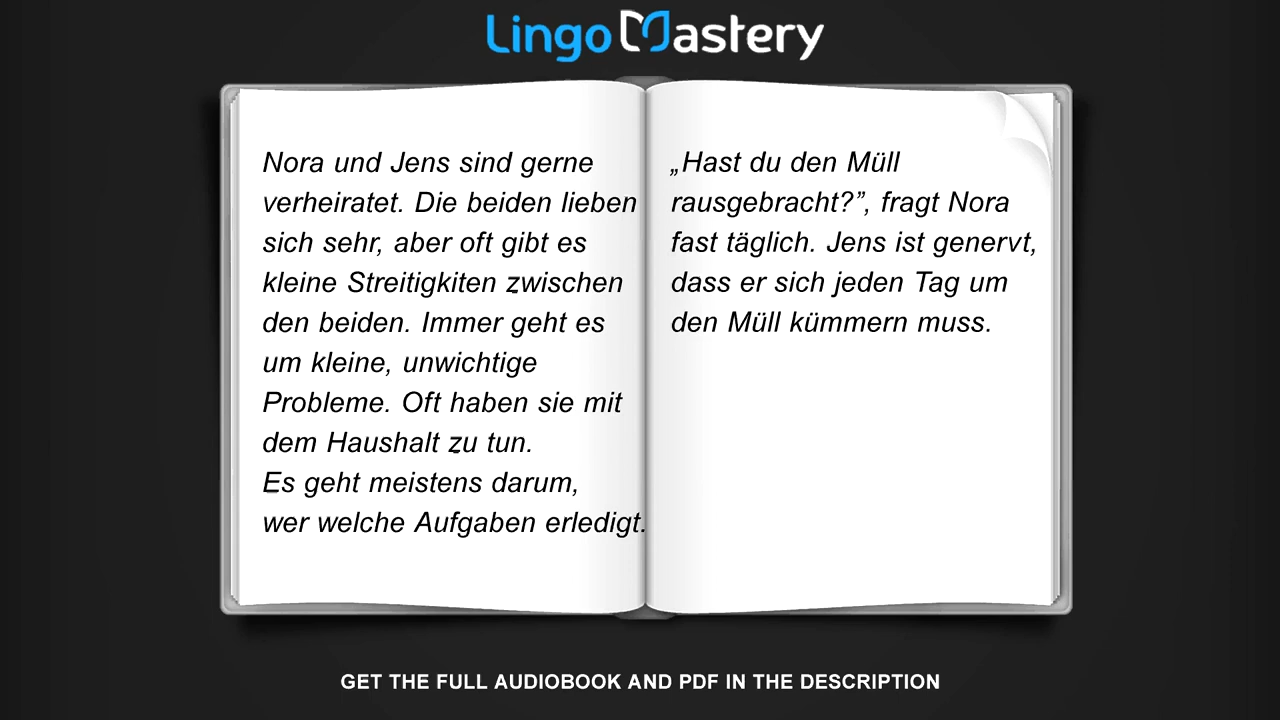 Lingo Mastery
Nora und Jens sind gerne
verheiratet. Die beiden lieben
sich sehr, aber oft gibt es
kleine Streitigkiten zwischen
den beiden. Immer geht es
um kleine, unwichtige
Probleme. Oft haben sie mit
dem Haushalt zu tun.
Es geht meistens darum,
wer welche Aufgaben erledigt.
„Hast du den Müll
rausgebracht?”, fragt Nora
fast täglich. Jens ist genervt,
dass er sich jeden Tag um
den Müll kümmern muss.
GET THE FULL AUDIOBOOK AND PDF IN THE DESCRIPTION